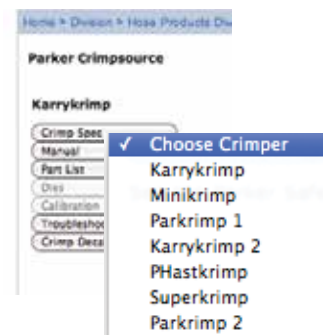 Home > Division > Hose Products Div
Parker Crimpsource
Karrykrimp
Crimp Spec
Manual
Part List
Dies
Calibration
Troubleshoo
Crimp Deca
✓ Choose Crimper
Karrykrimp
Minikrimp
Parkrimp 1
Karrykrimp 2
PHastkrimp
Superkrimp
Parkrimp 2